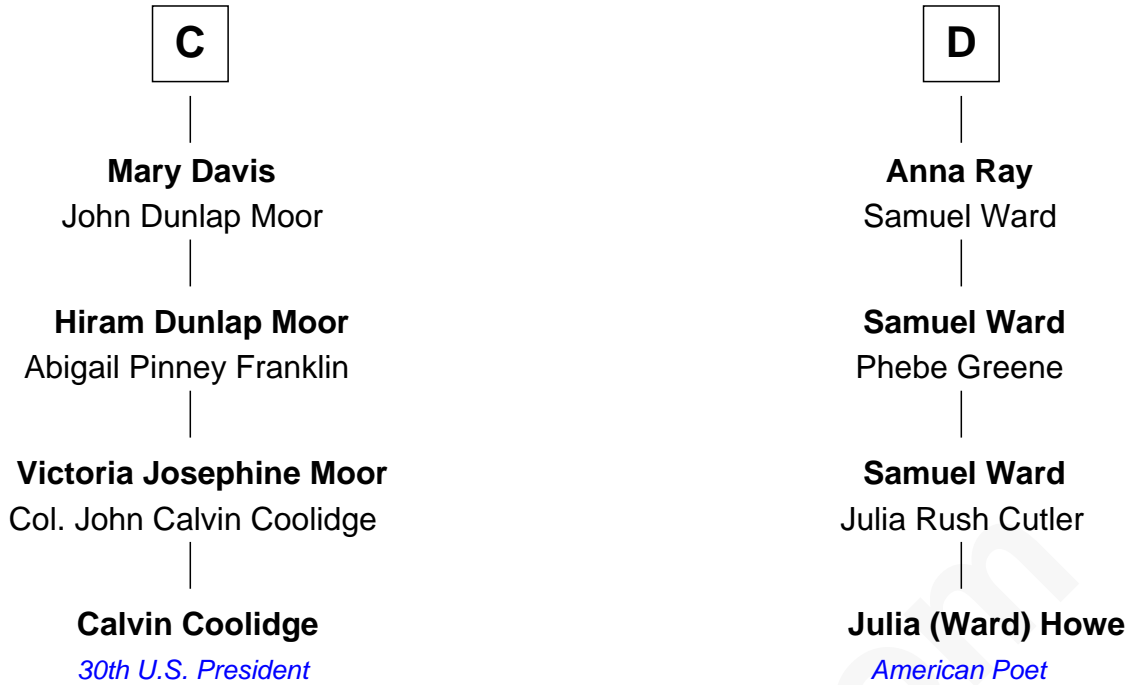 C
Mary Davis
John Dunlap Moor
Hiram Dunlap Moor
Abigail Pinney Franklin
Victoria Josephine Moor
Col. John Calvin Coolidge
Calvin Coolidge
30th U.S. President
D
Anna Ray
Samuel Ward
Samuel Ward
Phebe Greene
Samuel Ward
Julia Rush Cutler
Julia (Ward) Howe
American Poet